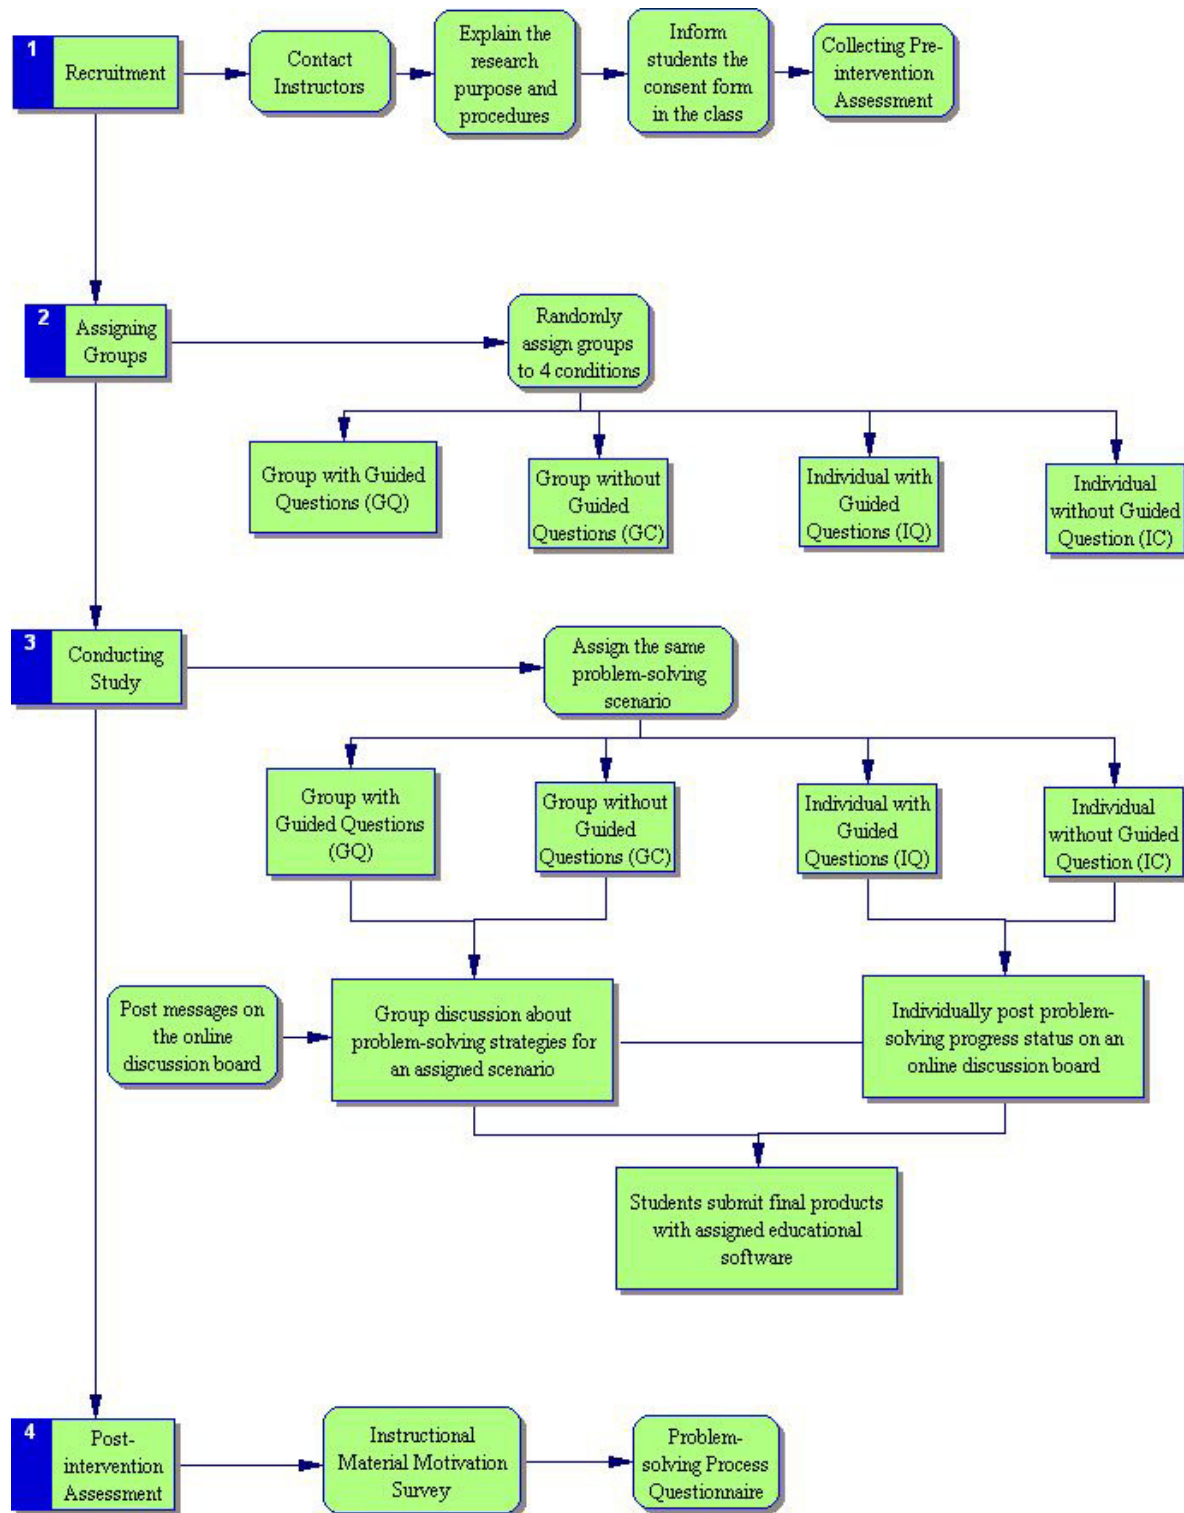 1
Recruitment
Contact
Instructors
Explain the
research
purpose and
procedures
Inform
students the
consent form
in the class
Collecting Pre-
intervention
Assessment
2
Assigning
Groups
Randomly
assign groups
to 4 conditions
Group with Guided
Questions (GQ)
Group without
Guided
Questions (GC)
Individual with
Guided
Questions (IQ)
Individual
without Guided
Question (IC)
3
Conducting
Study
Assign the same
problem-solving
scenario
Group with
Guided Questions
(GQ)
Group without
Guided
Questions (GC)
Individual with
Guided
Questions (IQ)
Individual
without Guided
Question (IC)
Post messages on
the online
discussion board
Group discussion about
problem-solving strategies for
an assigned scenario
Individually post problem-
solving progress status on an
online discussion board
Students submit final products
with assigned educational
software
4
Post-
intervention
Assessment
Instructional
Material Motivation
Survey
Problem-
solving Process
Questionnaire